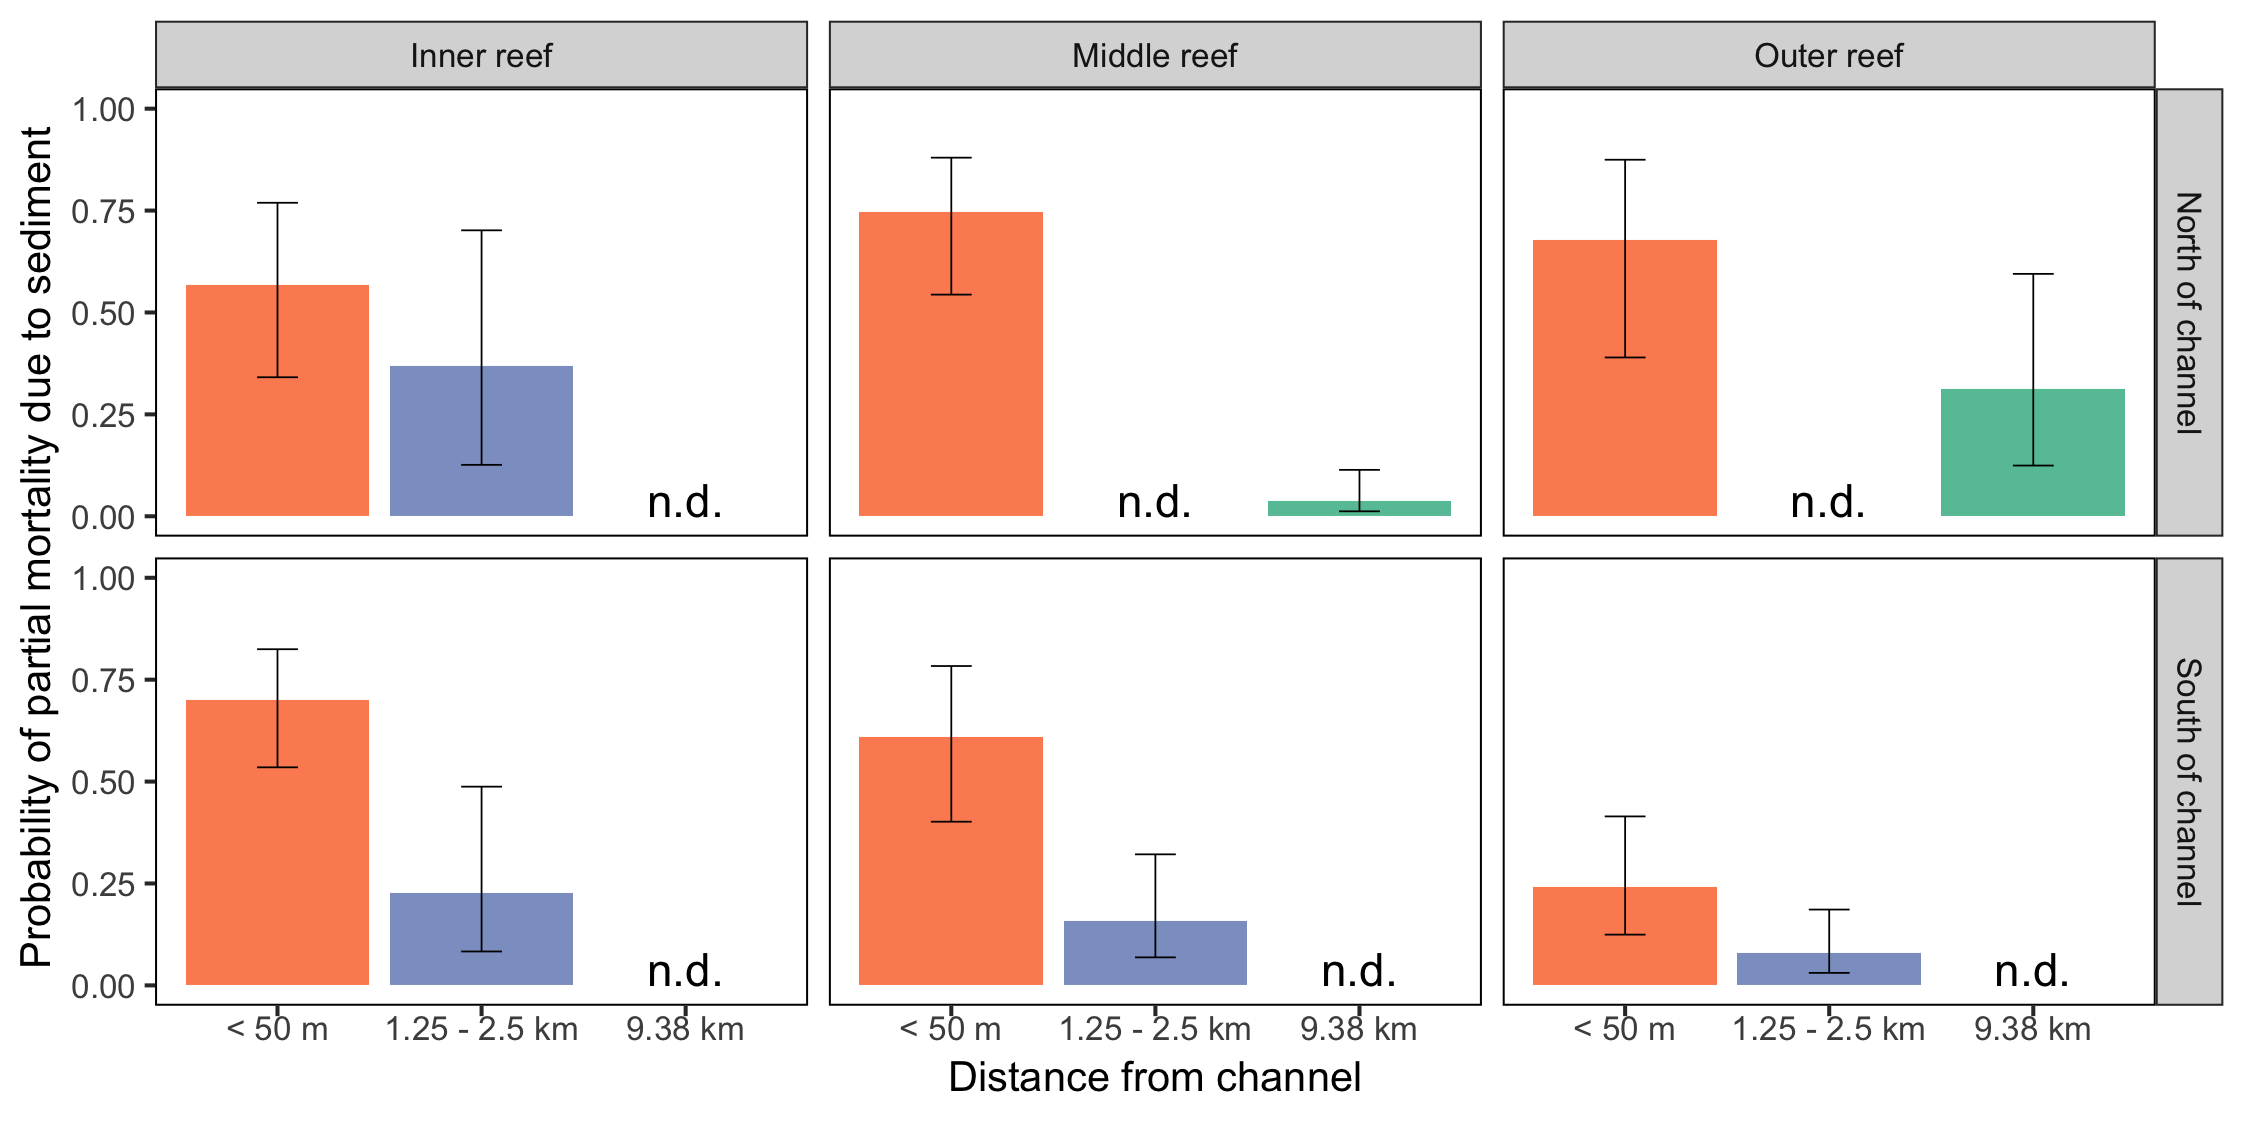 Inner reef
Middle reef
Outer reef
Probability of partial mortality due to sediment
1.00
0.75
0.50
0.25
0.00
n.d.
n.d.
n.d.
North of channel
1.00
0.75
0.50
0.25
0.00
n.d.
n.d.
n.d.
South of channel
< 50 m 1.25 - 2.5 km 9.38 km
< 50 m 1.25 - 2.5 km 9.38 km
< 50 m 1.25 - 2.5 km 9.38 km
Distance from channel